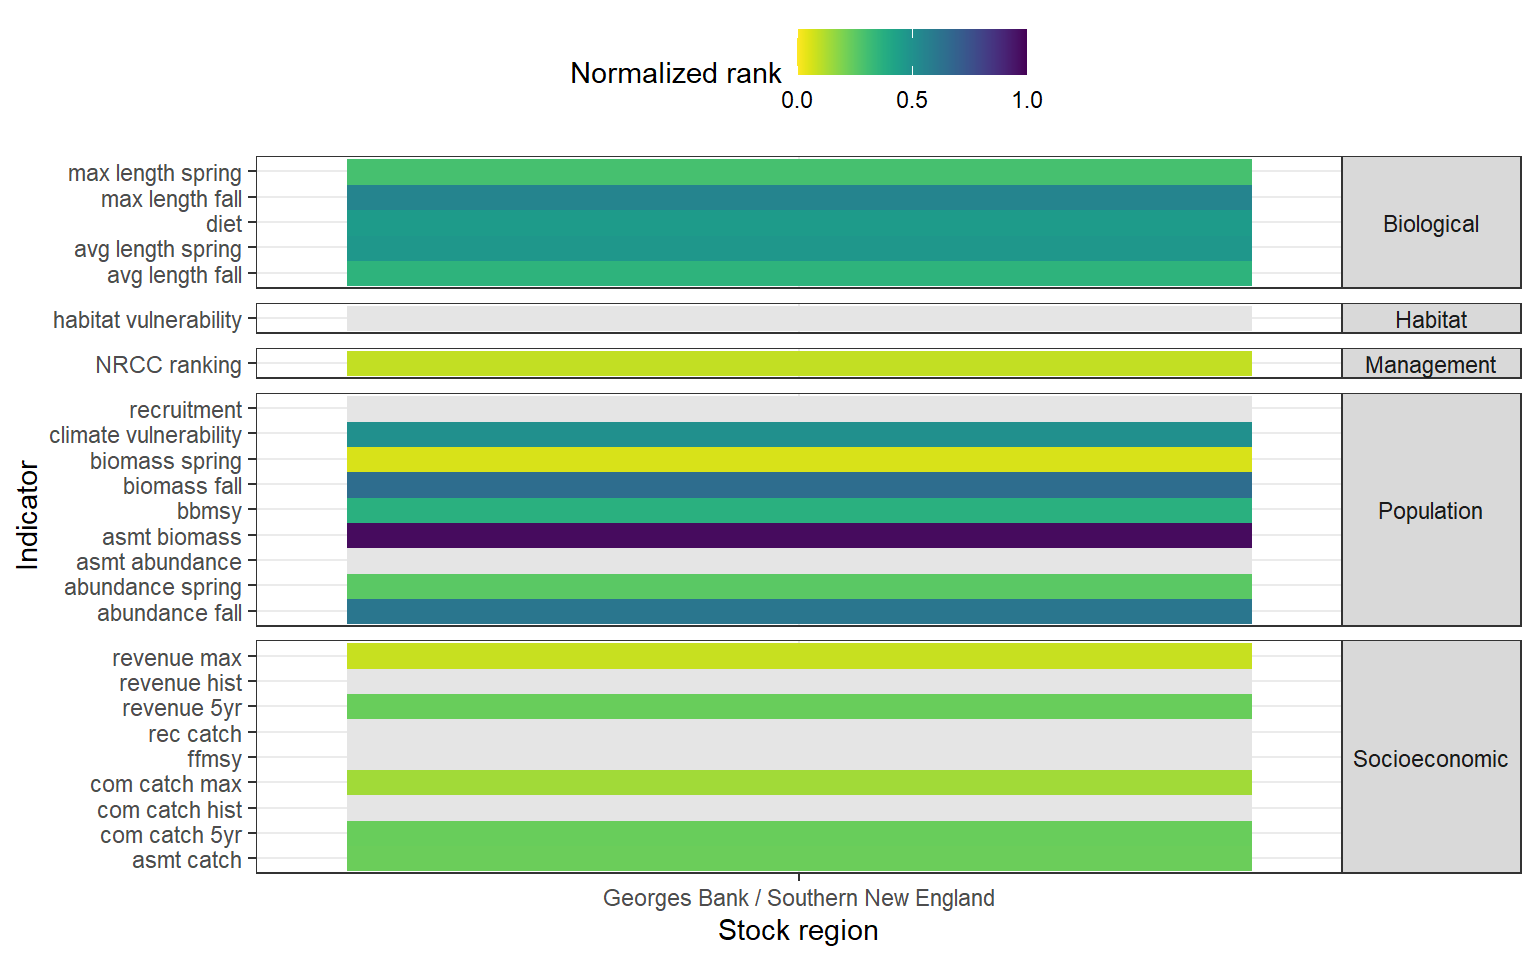 Normalized rank
0.0 0.5 1.0
max length spring
max length fall
diet
avg length spring
avg length fall
Biological
habitat vulnerability
Habitat
NRCC ranking
Management
recruitment
climate vulnerability
biomass spring
biomass fall
bbmsy
asmt biomass
asmt abundance
abundance spring
abundance fall
Population
revenue max
revenue hist
revenue 5yr
rec catch
ffmsy
com catch max
com catch hist
com catch 5yr
asmt catch
Socioeconomic
Indicator
Georges Bank / Southern New England
Stock region